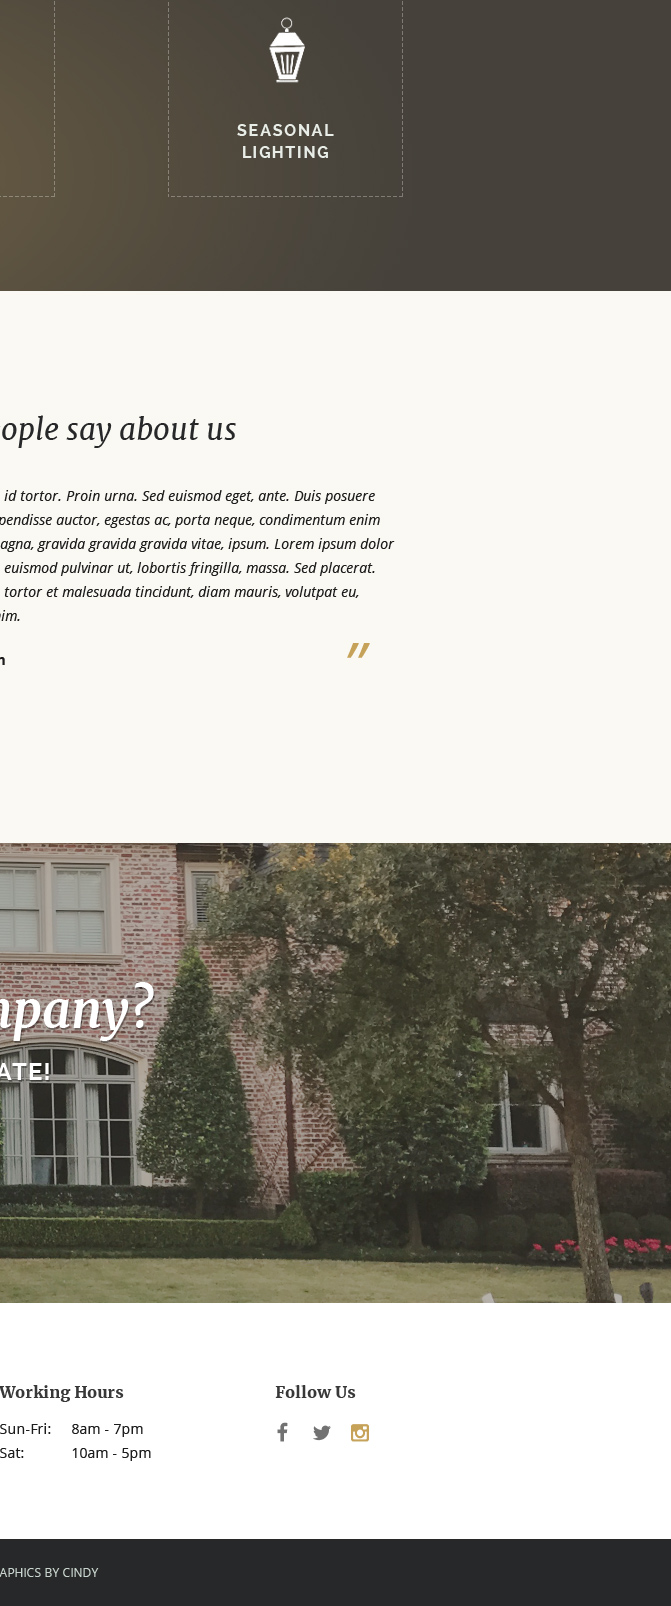 SEASONAL
LIGHTING
ople say about us
id tortor. Proin urna. Sed euismod eget, ante. Duis posuere
pendisse auctor, egestas ac, porta neque, condimentum enim
agna, gravida gravida gravida vitae, ipsum. Lorem ipsum dolor
euismod pulvinar ut, lobortis fringilla, massa. Sed placerat.
tortor et malesuada tincidunt, diam mauris, volutpat eu,
im.
"
mpany?
ATE!
Working Hours
Sun-Fri: 8am - 7pm
Sat: 10am - 5pm
Follow Us
APHICS BY CINDY